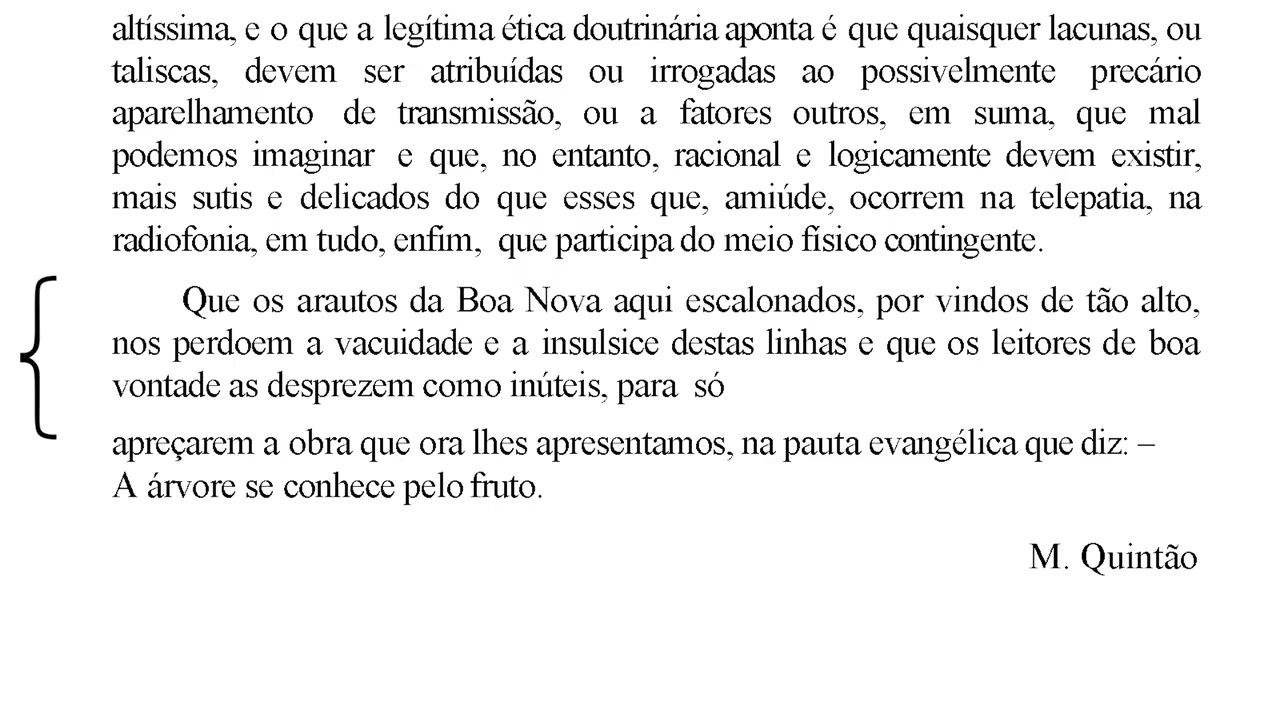 altíssima, e o que a legítima ética doutrinária aponta é que quaisquer lacunas, ou
taliscas, devem ser atribuídas ou irrogadas ao possivelmente precário
aparelhamento de transmissão, ou a fatores outros, em suma, que mal
podemos imaginar e que, no entanto, racional e logicamente devem existir,
mais sutis e delicados do que esses que, amiúde, ocorrem na telepatia, na
radiofonia, em tudo, enfim, que participa do meio físico contingente.
Que os arautos da Boa Nova aqui escalonados, por vindos de tão alto,
nos perdoem a vacuidade e a insulsice destas linhas e que os leitores de boa
vontade as desprezem como inúteis, para só
apreçarem a obra que ora lhes apresentamos, na pauta evangélica que diz: –
A árvore se conhece pelo fruto.
M. Quintão